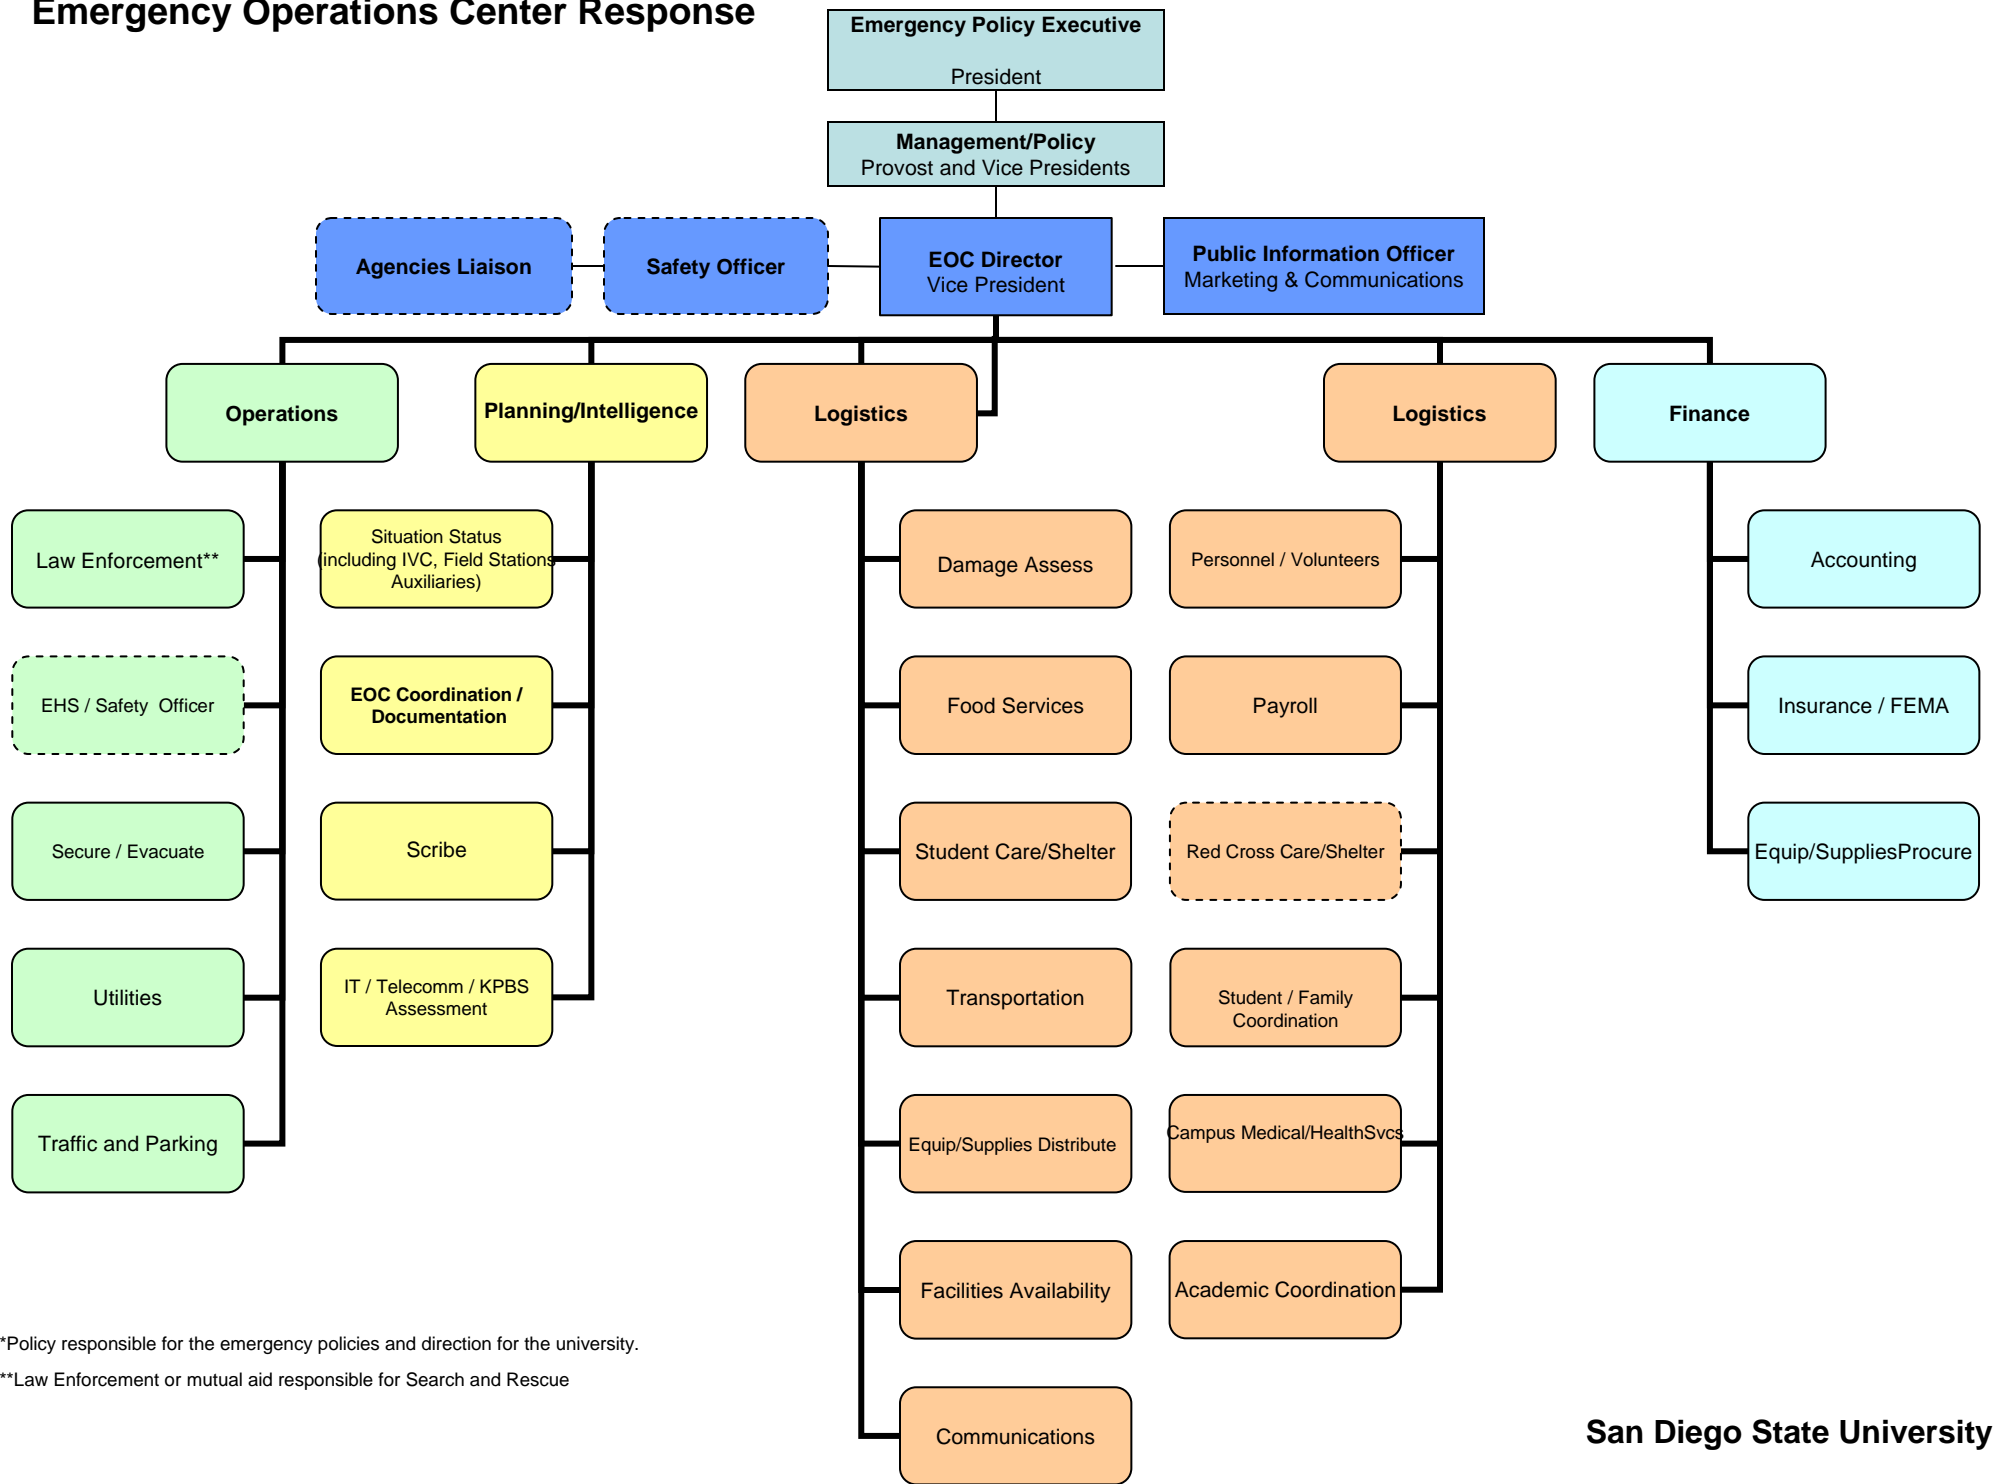 Emergency Operations Center Response
Emergency Policy Executive
President
Management/Policy
Provost and Vice Presidents
Agencies Liaison
Safety Officer
EOC Director
Vice President
Public Information Officer
Marketing & Communications
Operations
Planning/Intelligence
Logistics
Logistics
Finance
Law Enforcement**
Situation Status
(including IVC, Field Stations
Auxiliaries)
Damage Assess
Personnel / Volunteers
Accounting
EHS / Safety  Officer
EOC Coordination /
Documentation
Food Services
Payroll
Insurance / FEMA
Secure / Evacuate
Scribe
Student Care/Shelter
Red Cross Care/Shelter
Equip/SuppliesProcure
Utilities
IT / Telecomm / KPBS
Assessment
Transportation
Student / Family
Coordination
Traffic and Parking
Equip/Supplies Distribute
Campus Medical/HealthSvcs
Facilities Availability
Academic Coordination
*Policy responsible for the emergency policies and direction for the university.
**Law Enforcement or mutual aid responsible for Search and Rescue
Communications
San Diego State University